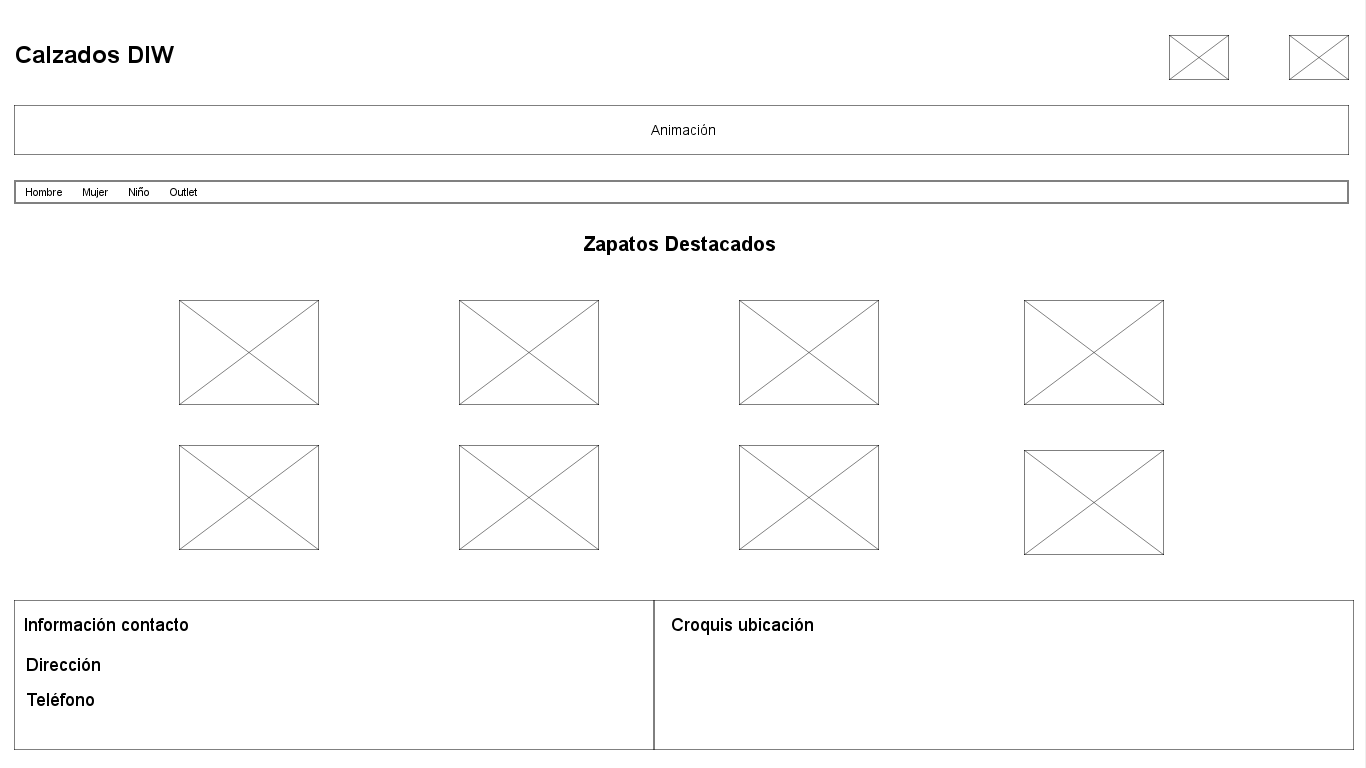 Calzados DIW
Animación
Hombre Mujer Niño Outlet
Zapatos Destacados
Información contacto
Dirección
Teléfono
Croquis ubicación